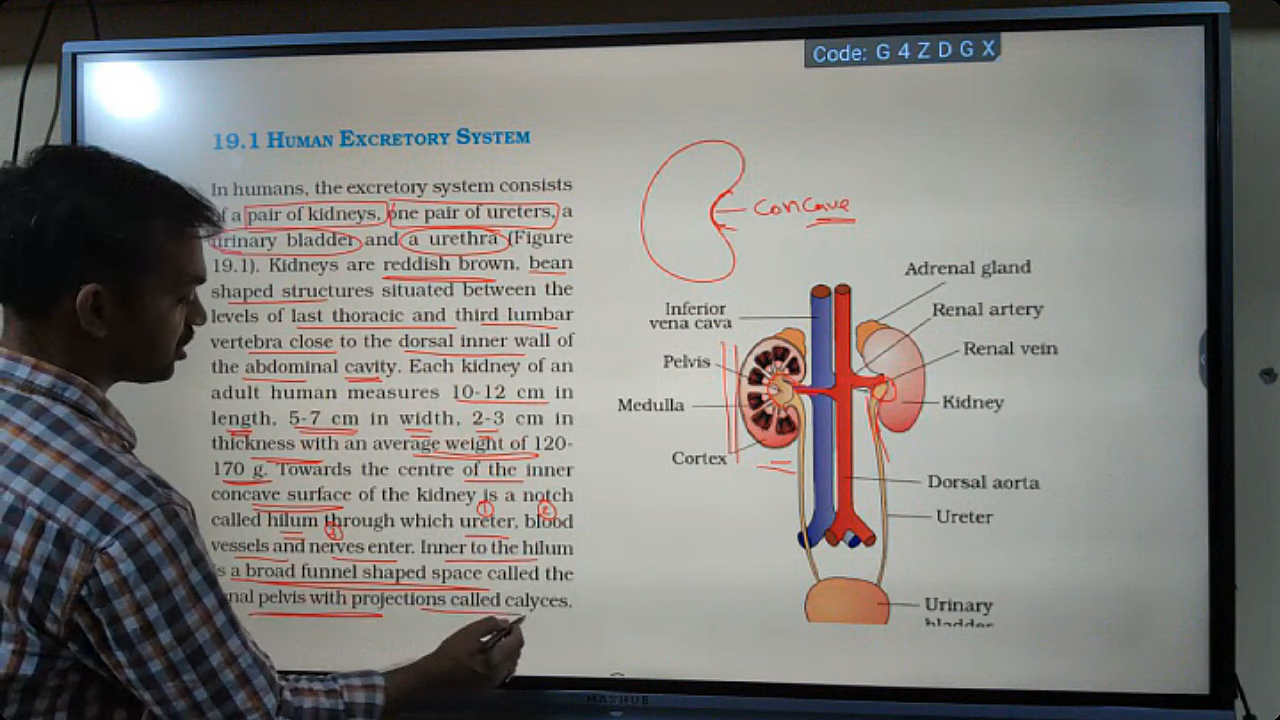 Code: G 4 Z D G X
19.1 HUMAN EXCRETORY SYSTEM
In humans, the excretory system consists
f a pair of kidneys, one pair of ureters, a
urinary bladder and a urethra (Figure
19.1). Kidneys are reddish brown, bean
shaped structures situated between the
levels of last thoracic and third lumbar
vertebra close to the dorsal inner wall of
the abdominal cavity. Each kidney of an
adult human measures 10-12 cm in
length, 5-7 cm in width, 2-3 cm in
thickness with an average weight of 120-
170 g. Towards the centre of the inner
concave surface of the kidney is a notch
called hilum through which ureter, blood
vessels and nerves enter. Inner to the hilum
is a broad funnel shaped space called the
nal pelvis with projections called calyces.
1
2
3
Concave
Adrenal gland
Inferior
vena cava
Renal artery
Renal vein
Pelvis
Medulla
Kidney
Cortex
Dorsal aorta
Ureter
Urinary
bladder
MAXHUB